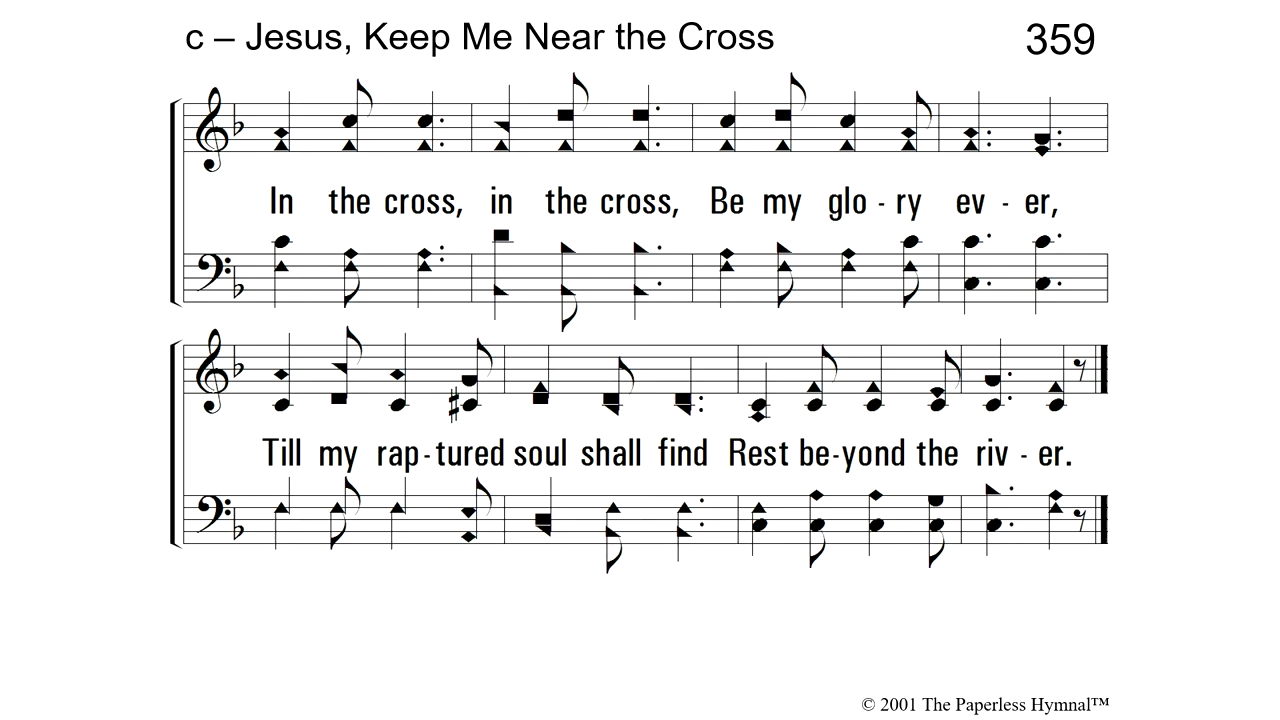 c – Jesus, Keep Me Near the Cross 359
In the cross, in the cross, Be my glo - ry ev - er,
Till my rap - tured soul shall find Rest be - yond the riv - er.
© 2001 The Paperless Hymnal™